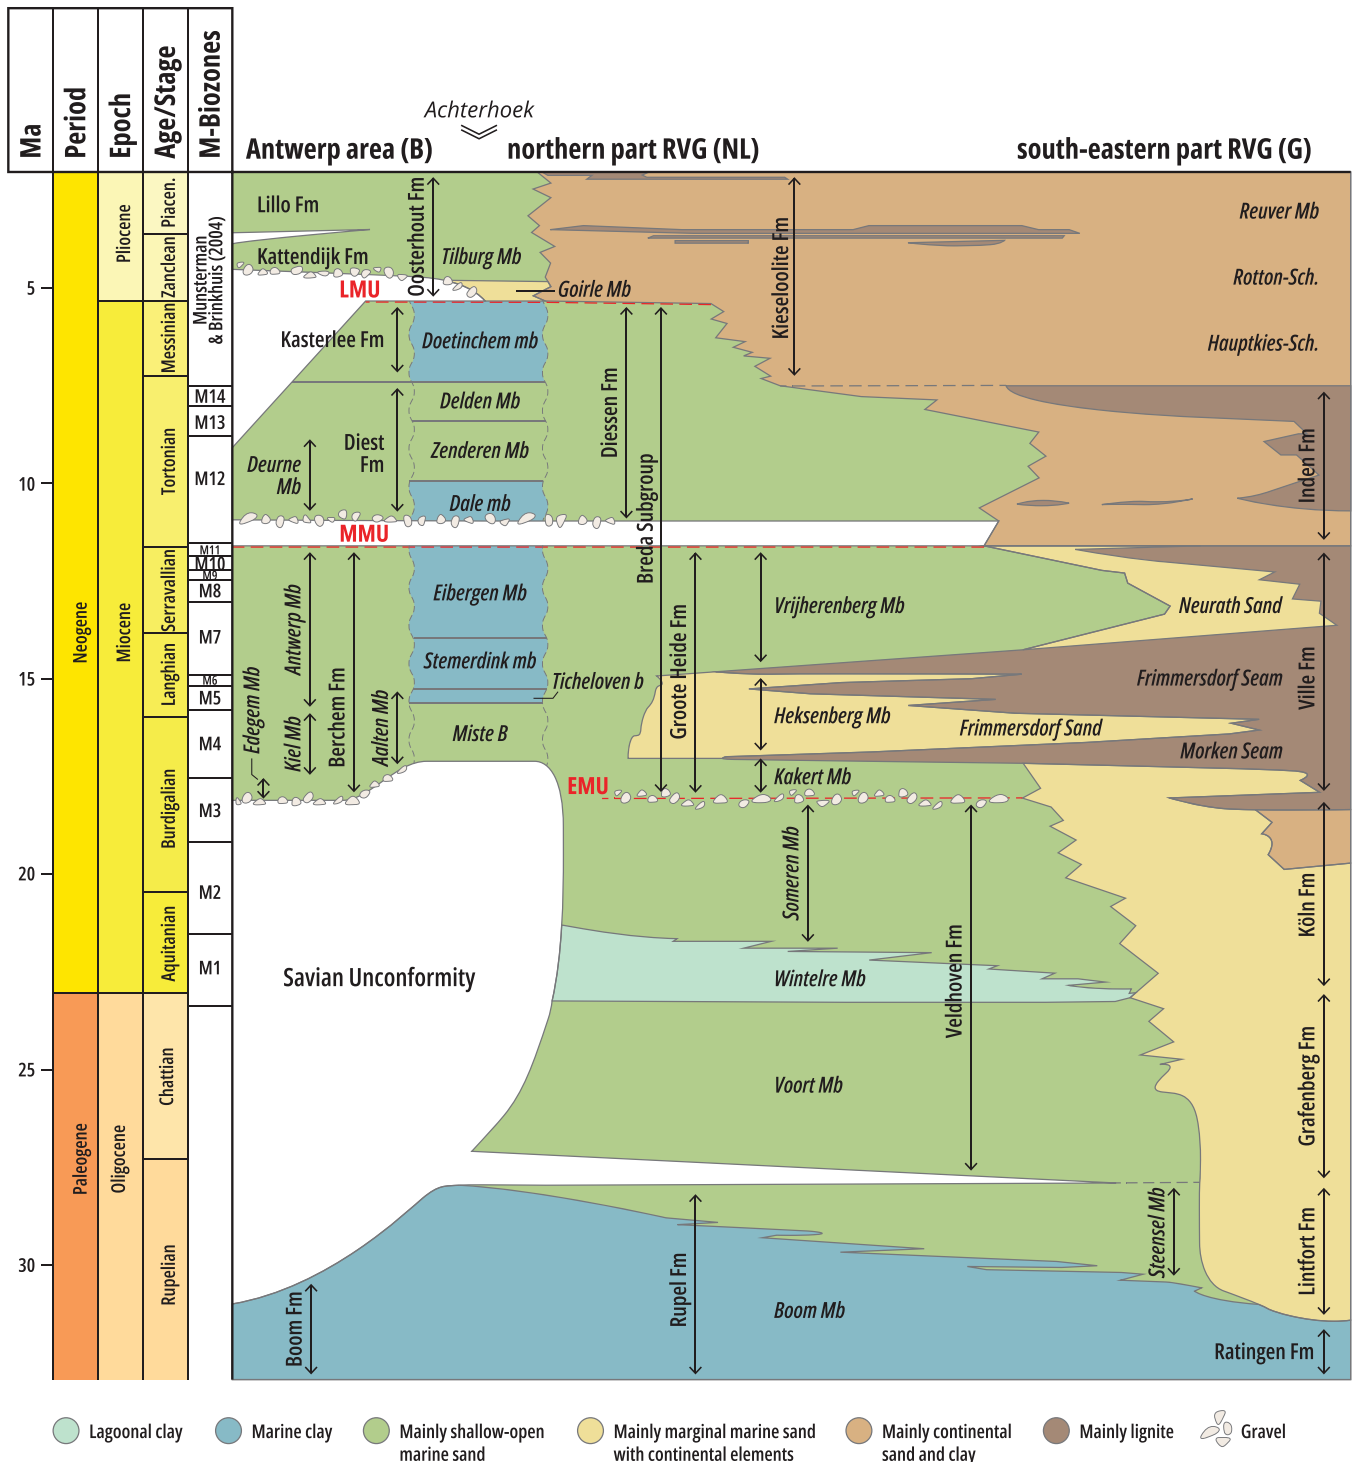 Ma
Period
Epoch
Age/Stage
M-Biozones
Achterhoek
Antwerp area (B)
northern part RVG (NL)
south-eastern part RVG (G)
5
10
15
20
25
30
Neogene
Paleogene
Pliocene
Miocene
Oligocene
Piacen.
Zanclean
Messinian
Tortonian
Serravallian
Langhian
Burdigalian
Aquitanian
Chattian
Rupelian
Munsterman
& Brinkhuis (2004)
M14
M13
M12
M11
M10
M9
M8
M7
M6
M5
M4
M3
M2
M1
Lillo Fm
Kattendijk Fm
Oosterhout Fm
Tilburg Mb
Goirle Mb
LMU
Kieseloolite Fm
Reuver Mb
Rotton-Sch.
Hauptkies-Sch.
Kasterlee Fm
Doetinchem mb
Delden Mb
Zenderen Mb
Dale mb
Diest
Fm
Deurne
Mb
Diessen Fm
Breda Subgroup
Inden Fm
MMU
Eibergen Mb
Stemerdink mb
Ticheloven b
Miste B
Antwerp Mb
Edegem Mb
Kiel Mb
Berchem Fm
Aalten Mb
Groote Heide Fm
Vrijherenberg Mb
Heksenberg Mb
Kakert Mb
Neurath Sand
Frimmersdorf Seam
Frimmersdorf Sand
Morken Seam
Ville Fm
EMU
Someren Mb
Wintelre Mb
Veldhoven Fm
Voort Mb
Köln Fm
Grafenberg Fm
Savian Unconformity
Steensel Mb
Lintfort Fm
Boom Fm
Rupel Fm
Boom Mb
Ratingen Fm
Lagoonal clay
Marine clay
Mainly shallow-open
marine sand
Mainly marginal marine sand
with continental elements
Mainly continental
sand and clay
Mainly lignite
Gravel